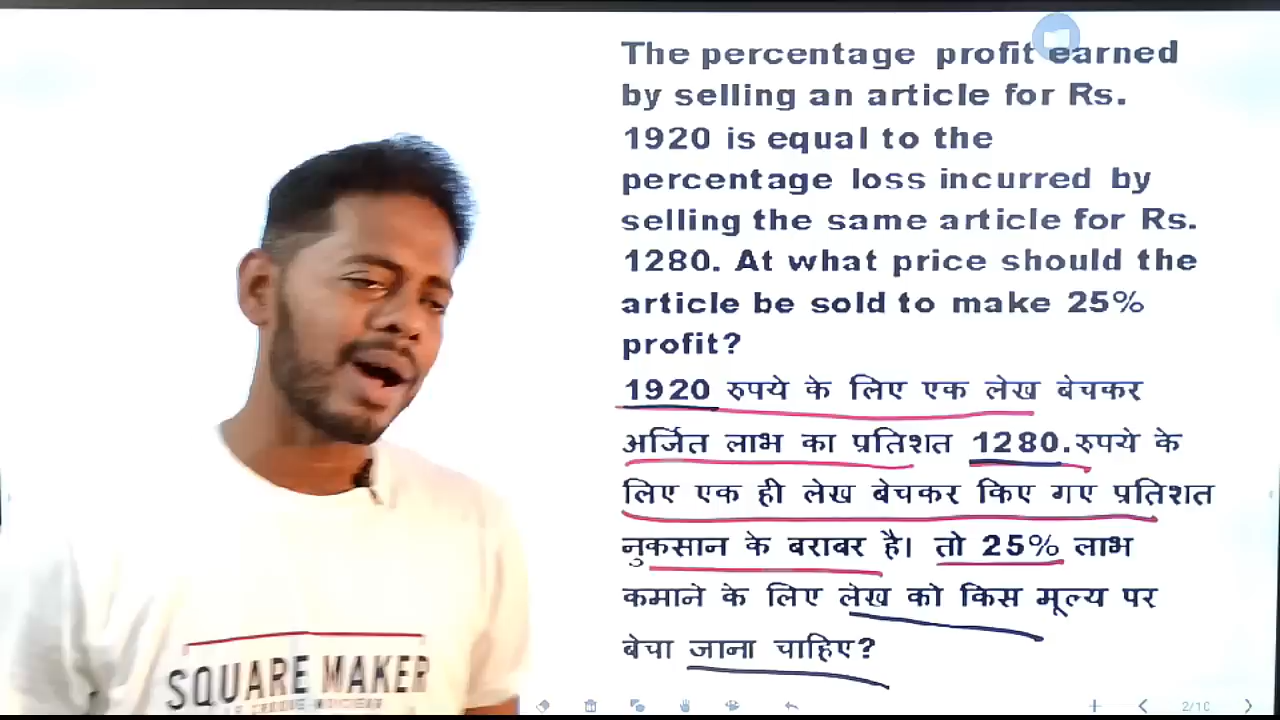 The percentage profit earned
by selling an article for Rs.
1920 is equal to the
percentage loss incurred by
selling the same article for Rs.
1280. At what price should the
article be sold to make 25%
profit?
1920 रुपये के लिए एक लेख बेचकर
अर्जित लाभ का प्रतिशत 1280.रुपये के
लिए एक ही लेख बेचकर किए गए प्रतिशत
नुकसान के बराबर है। तो 25% लाभ
कमाने के लिए लेख को किस मूल्य पर
बेचा जाना चाहिए?
SQUARE MAKER
2/10